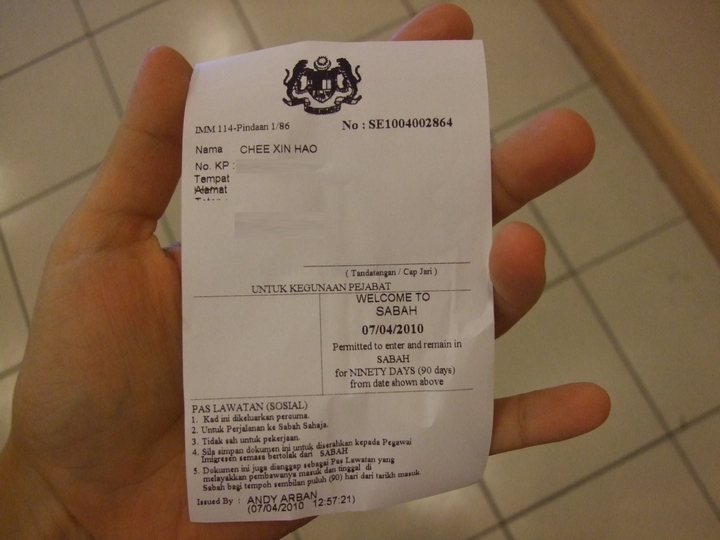 IMM 114-Pindaan 1/86
No : SE1004002864
Nama CHEE XIN HAO
No. KP :
Tempat
Alamat
( Tandatangan / Cap Jari )
UNTUK KEGUNAAN PEJABAT
WELCOME TO
SABAH
07/04/2010
Permitted to enter and remain in
SABAH
for NINETY DAYS (90 days)
from date shown above
PAS LAWATAN (SOSIAL)
1. Kad ini dikeluarkan percuma.
2. Untuk Perjalanan ke Sabah Sahaja.
3. Tidak sah untuk pekerjaan.
4. Sila simpan dokumen ini untuk diserahkan kepada Pegawai
Imigresen semasa bertolak dari SABAH
5. Dokumen ini juga dianggap sebagai Pas Lawatan yang
melayakkan pembawanya masuk dan tinggal di
Sabah bagi tempoh sembilan puluh (90) hari dari tarikh masuk.
Issued By : ANDY ARBAN
(07/04/2010 12:57:21)